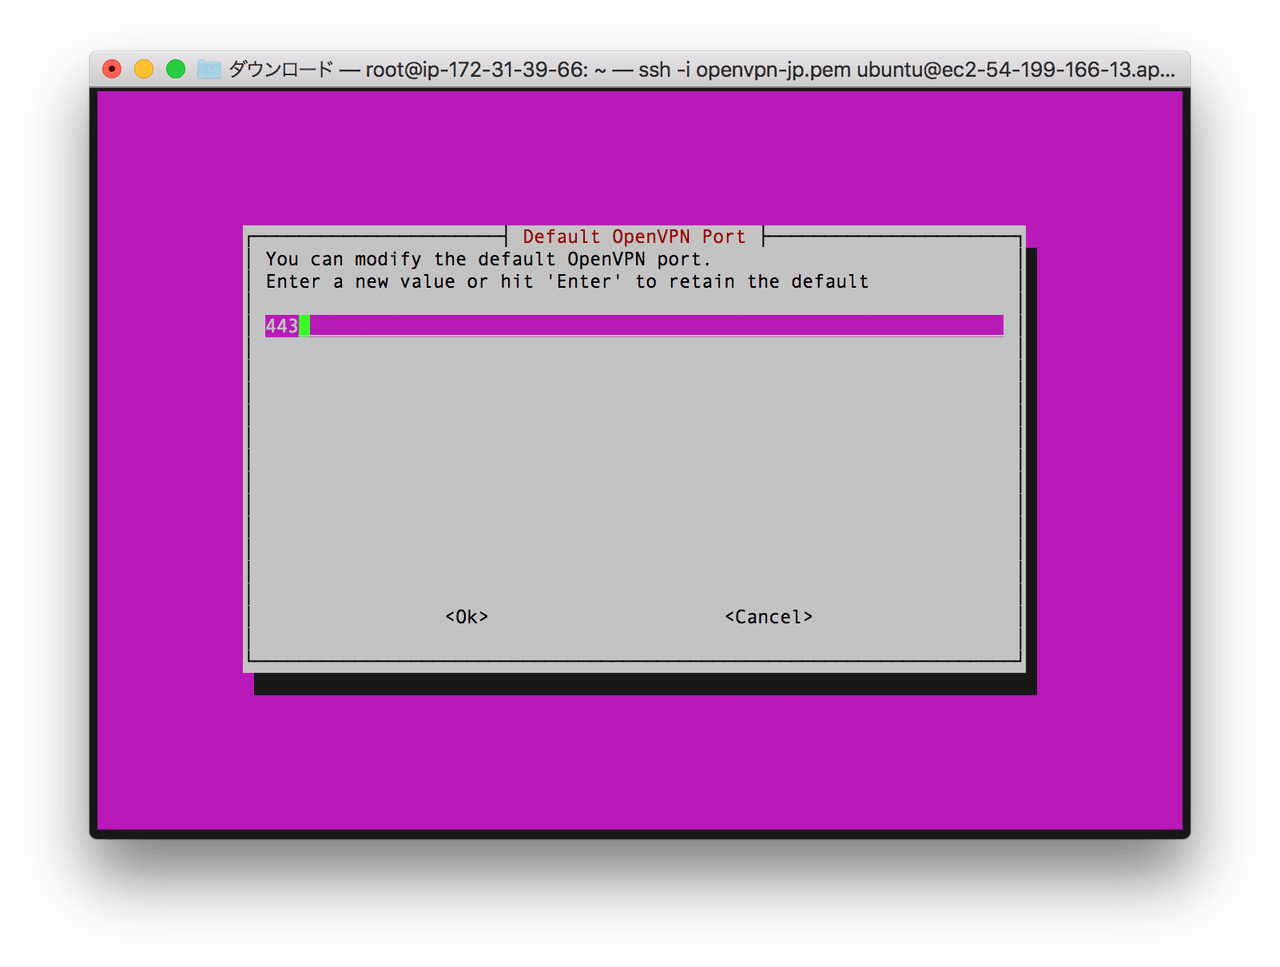 ダウンロード — root@ip-172-31-39-66: ~ — ssh -i openvpn-jp.pem ubuntu@ec2-54-199-166-13.ap...
Default OpenVPN Port
You can modify the default OpenVPN port.
Enter a new value or hit 'Enter' to retain the default
443
<Ok> <Cancel>